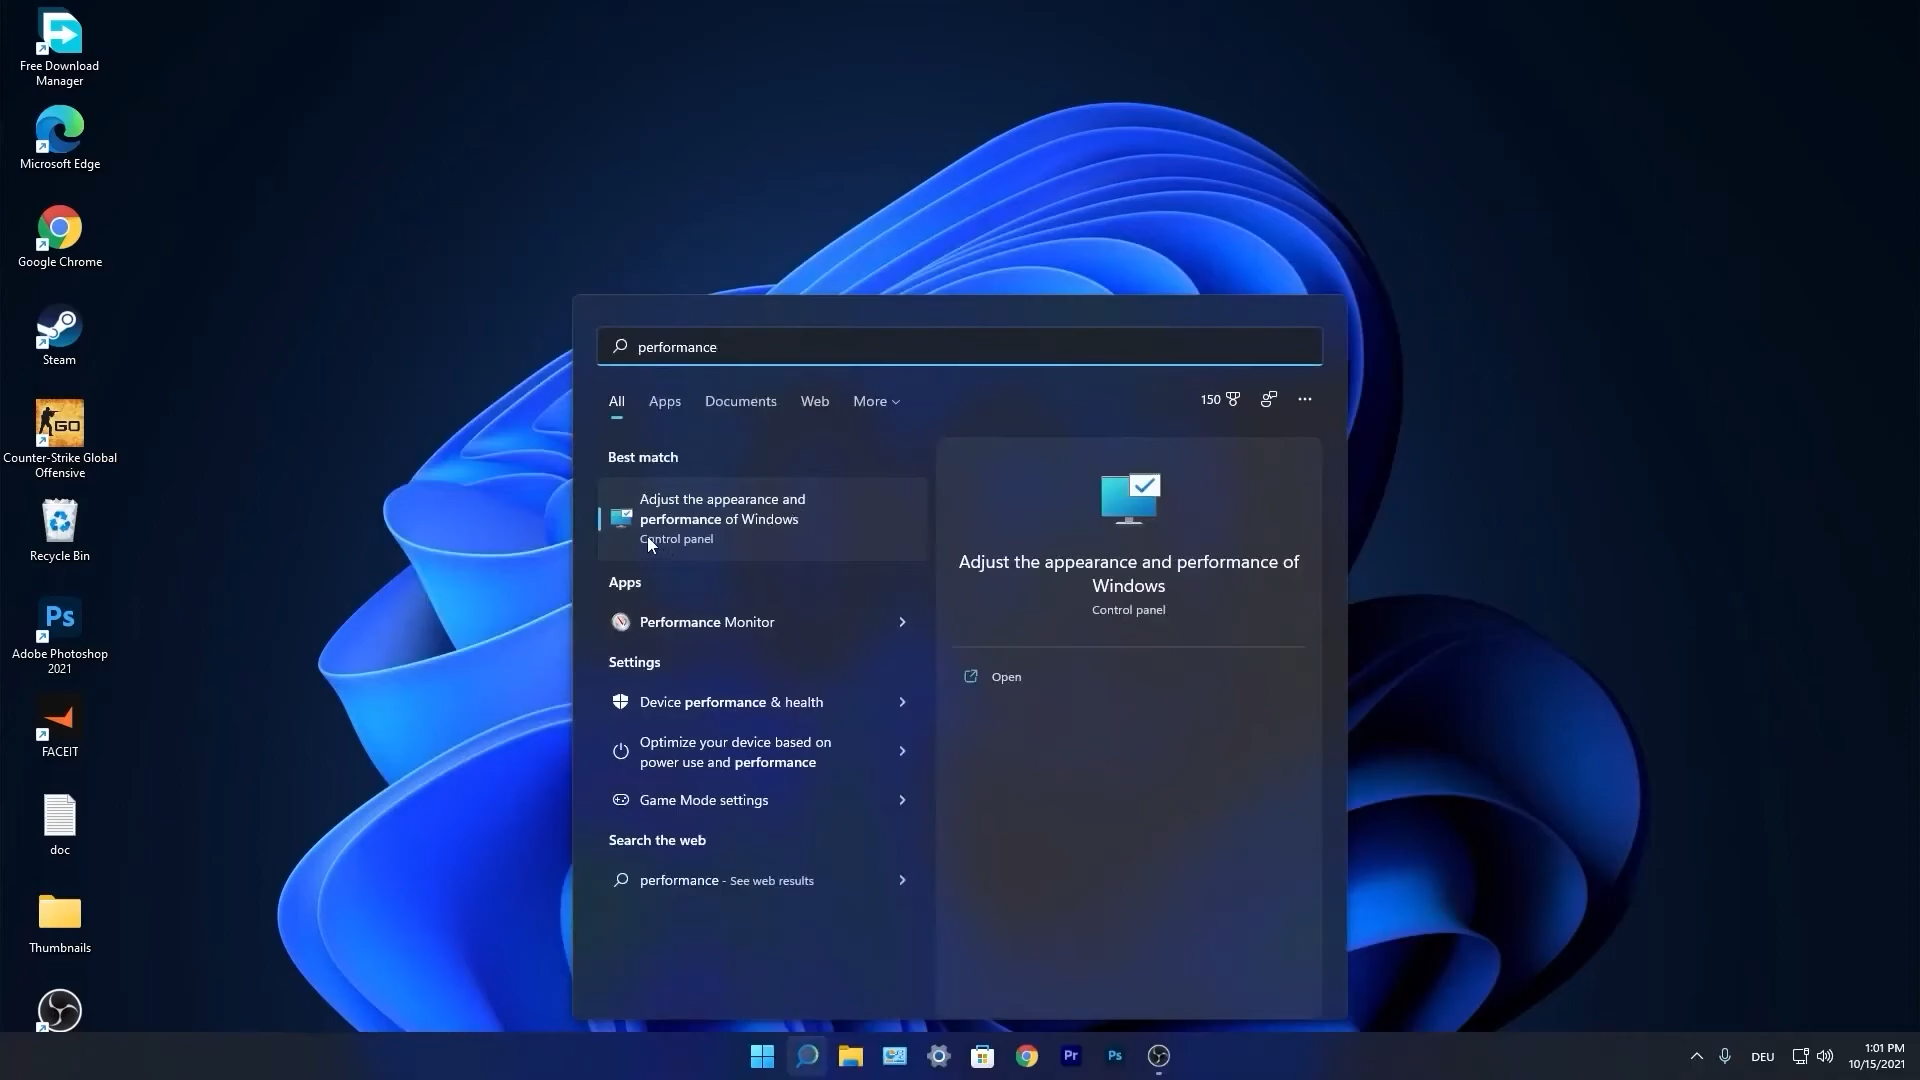 Free Download
Manager
Microsoft Edge
Google Chrome
Steam
GO
Counter-Strike Global
Offensive
Recycle Bin
Ps
Adobe Photoshop
2021
FACEIT
doc
Thumbnails
performance
All
Apps
Documents
Web
More
150
Best match
Adjust the appearance and
performance of Windows
Control panel
Apps
Performance Monitor
Settings
Device performance & health
Optimize your device based on
power use and performance
Game Mode settings
Search the web
performance - See web results
Adjust the appearance and performance of
Windows
Control panel
Open
Pr
Ps
DEU
1:01 PM
10/15/2021